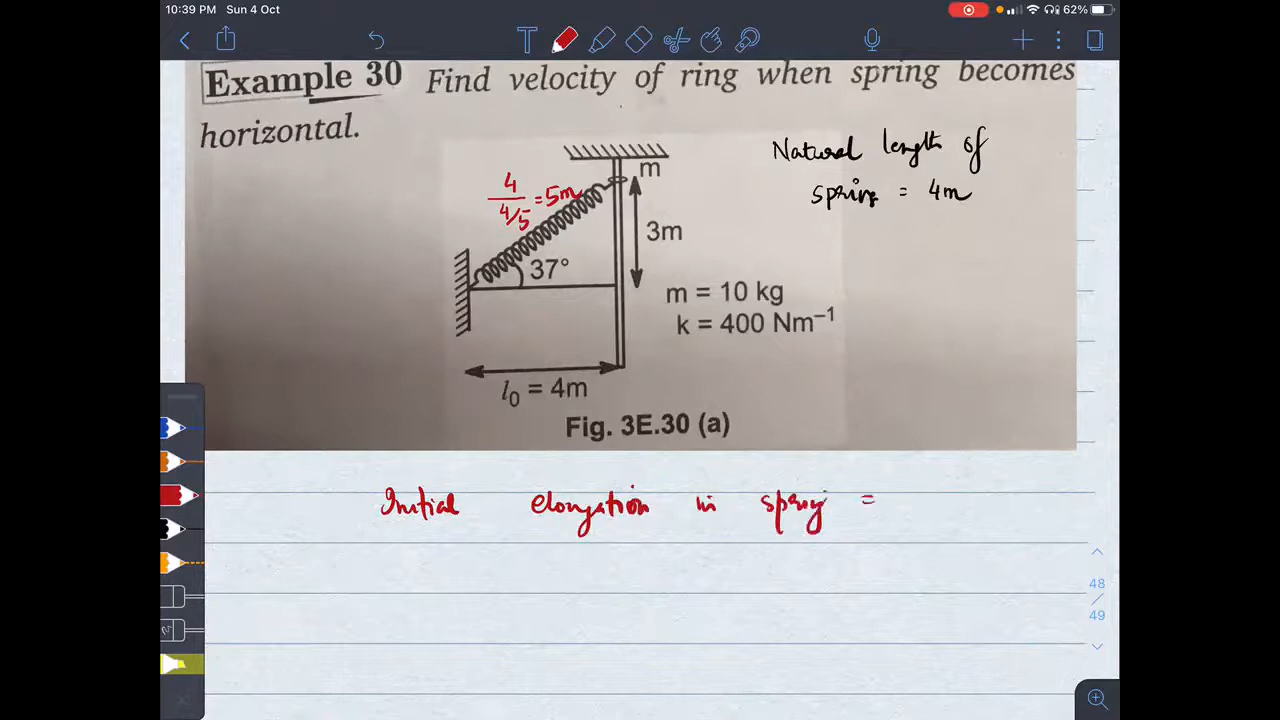 10:39 PM Sun 4 Oct
62%
Example 30 Find velocity of ring when spring becomes
horizontal.
Natural length of
spring = 4m
m
4
4/5 = 5m
3m
37°
m = 10 kg
k = 400 Nm⁻¹
l₀ = 4m
Fig. 3E.30 (a)
Initial elongation in spring =
48
/
49